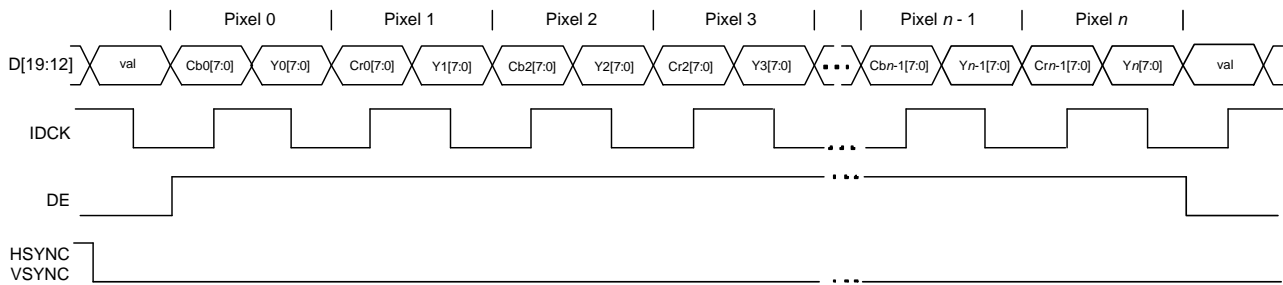 Pixel 0 Pixel 1 Pixel 2 Pixel 3 Pixel n - 1 Pixel n
D[19:12] val Cb0[7:0] Y0[7:0] Cr0[7:0] Y1[7:0] Cb2[7:0] Y2[7:0] Cr2[7:0] Y3[7:0] Cbn-1[7:0] Yn-1[7:0] Crn-1[7:0] Yn[7:0] val
IDCK
DE
HSYNC
VSYNC